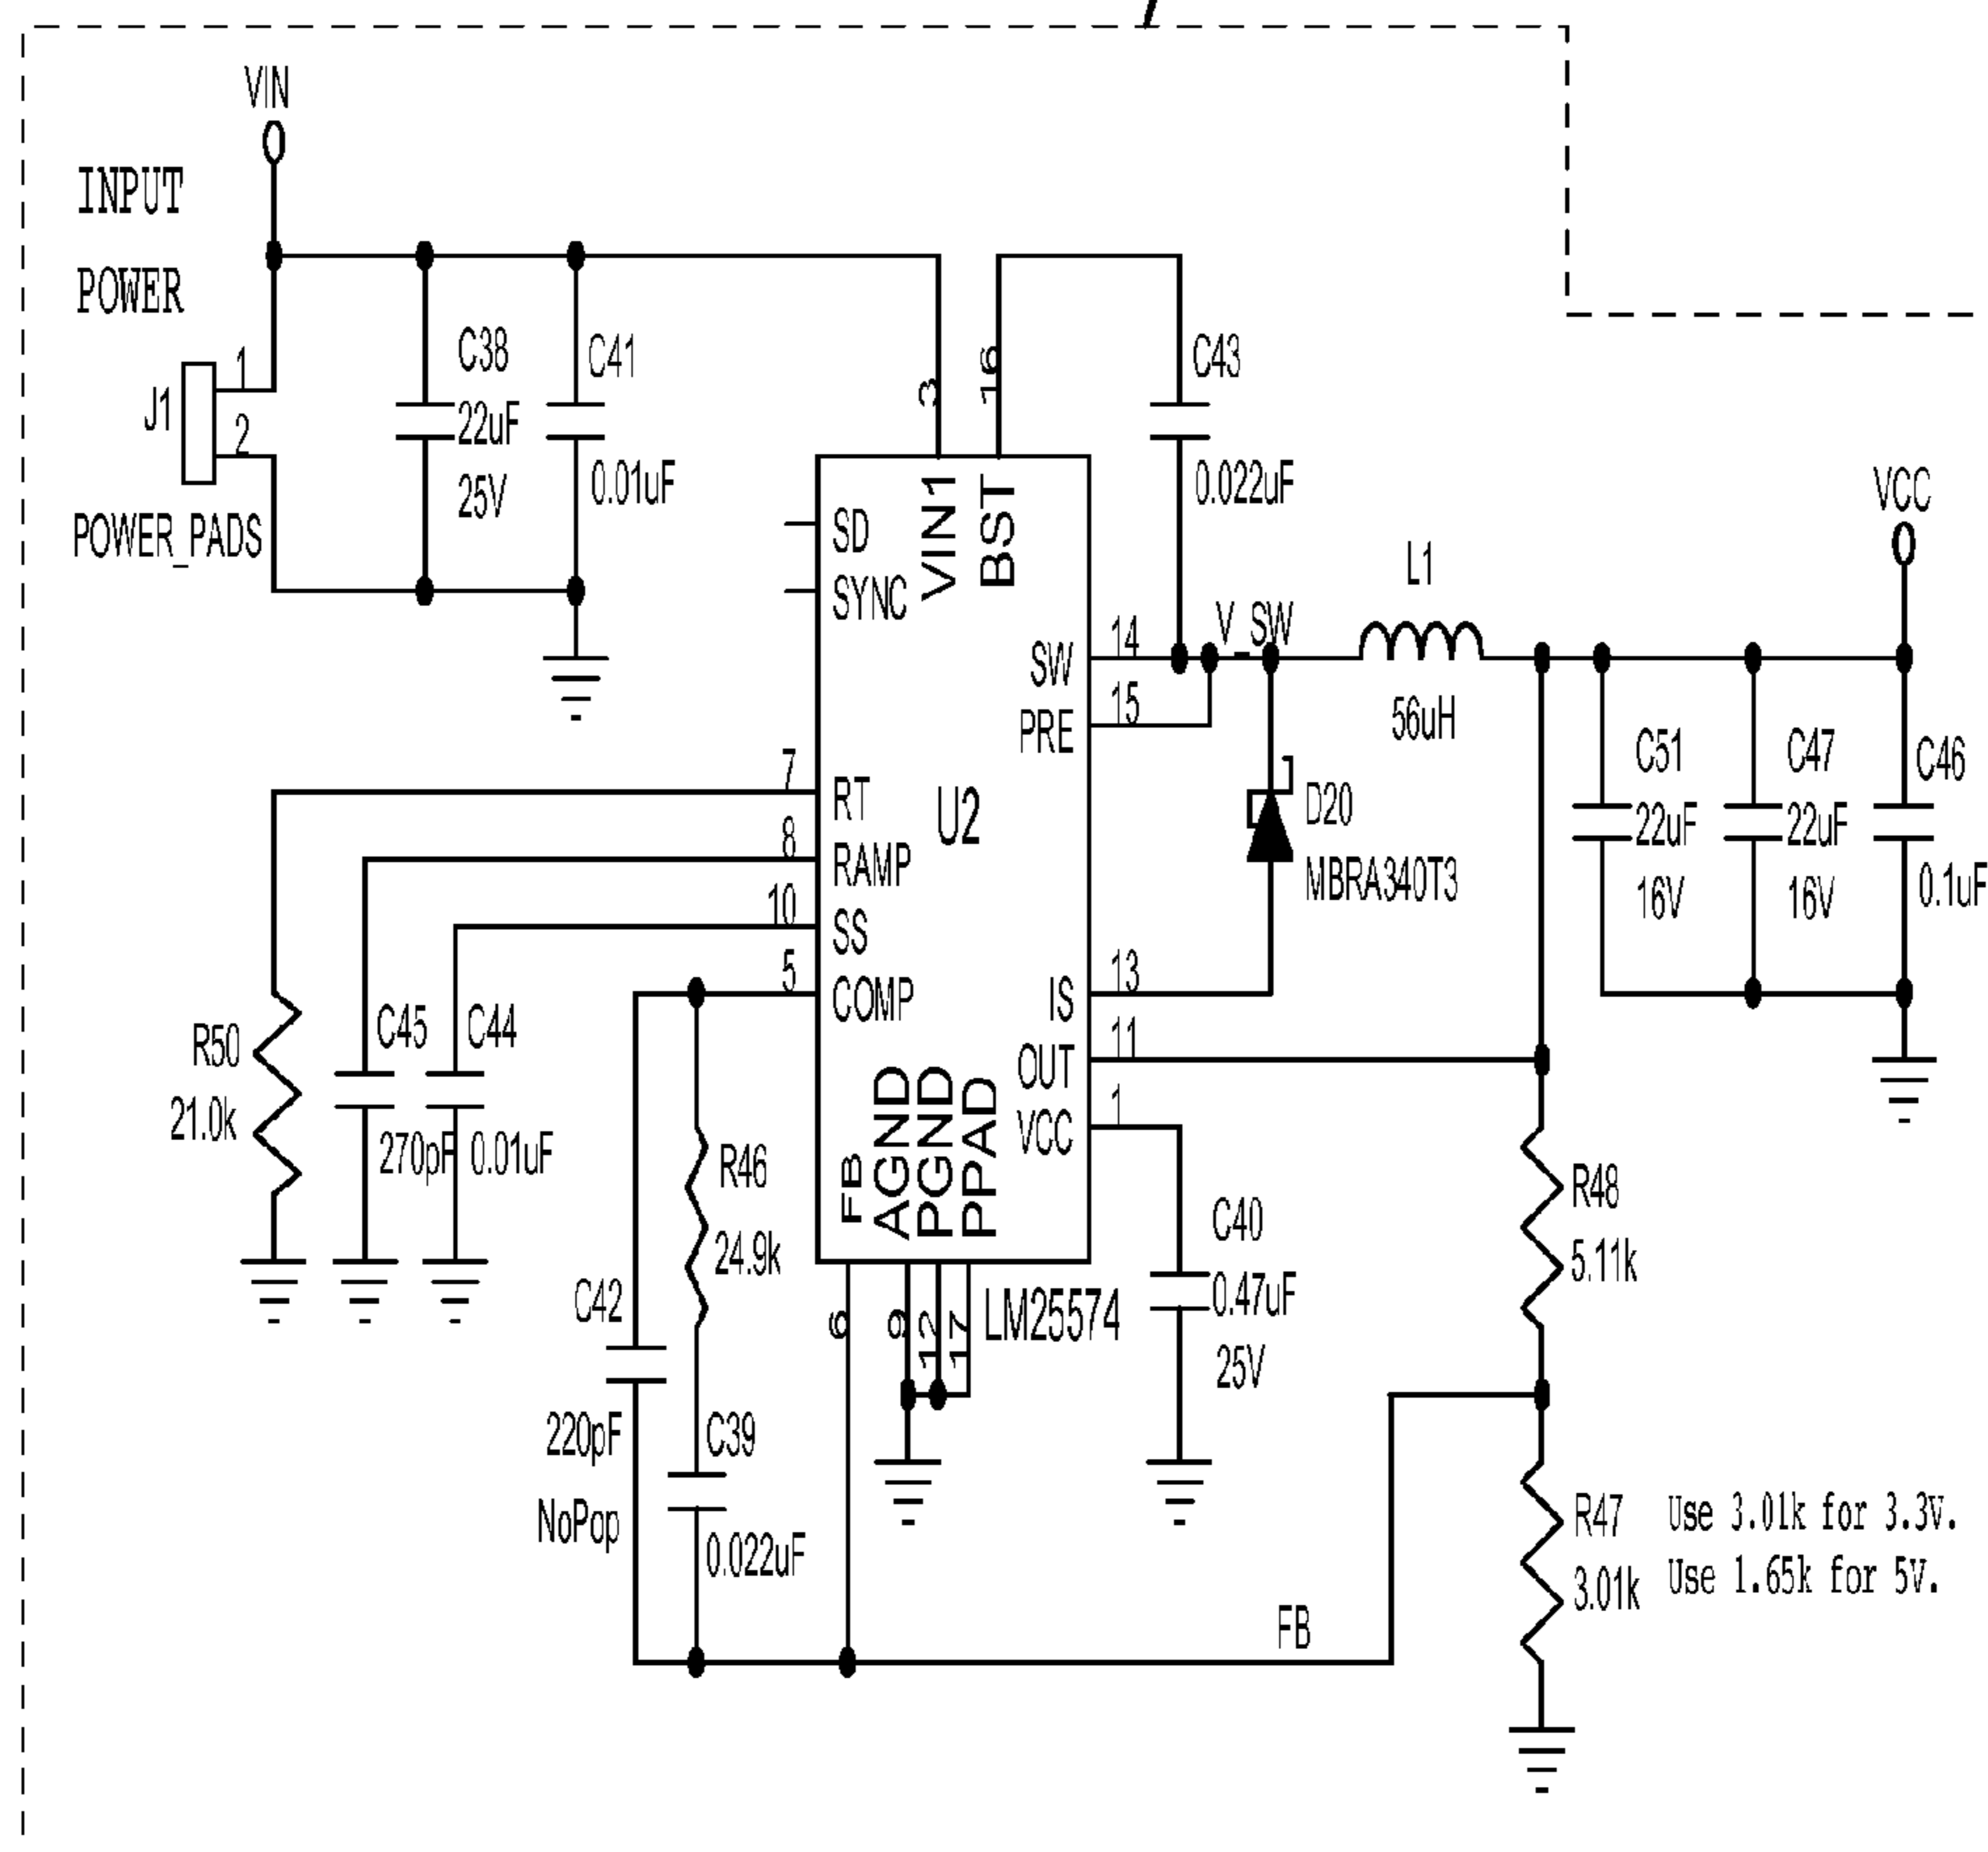 VIN
INPUT
POWER
1
J1
2
POWER_PADS
C38
22uF
25V
C41
0.01uF
3
16
C43
0.022uF
SD
SYNC
VIN1
BST
SW
14
PRE
15
V_SW
L1
56uH
VCC
7
RT
8
RAMP
10
SS
5
COMP
U2
D20
MBRA340T3
C51
22uF
16V
C47
22uF
16V
C46
0.1uF
IS
13
OUT
11
VCC
1
R50
21.0k
C45
270pF
C44
0.01uF
R46
24.9k
FB
AGND
PGND
PPAD
6
9
12
17
LM25574
C40
0.47uF
25V
R48
5.11k
C42
220pF
NoPop
C39
0.022uF
FB
R47
3.01k
Use 3.01k for 3.3V.
Use 1.65k for 5V.